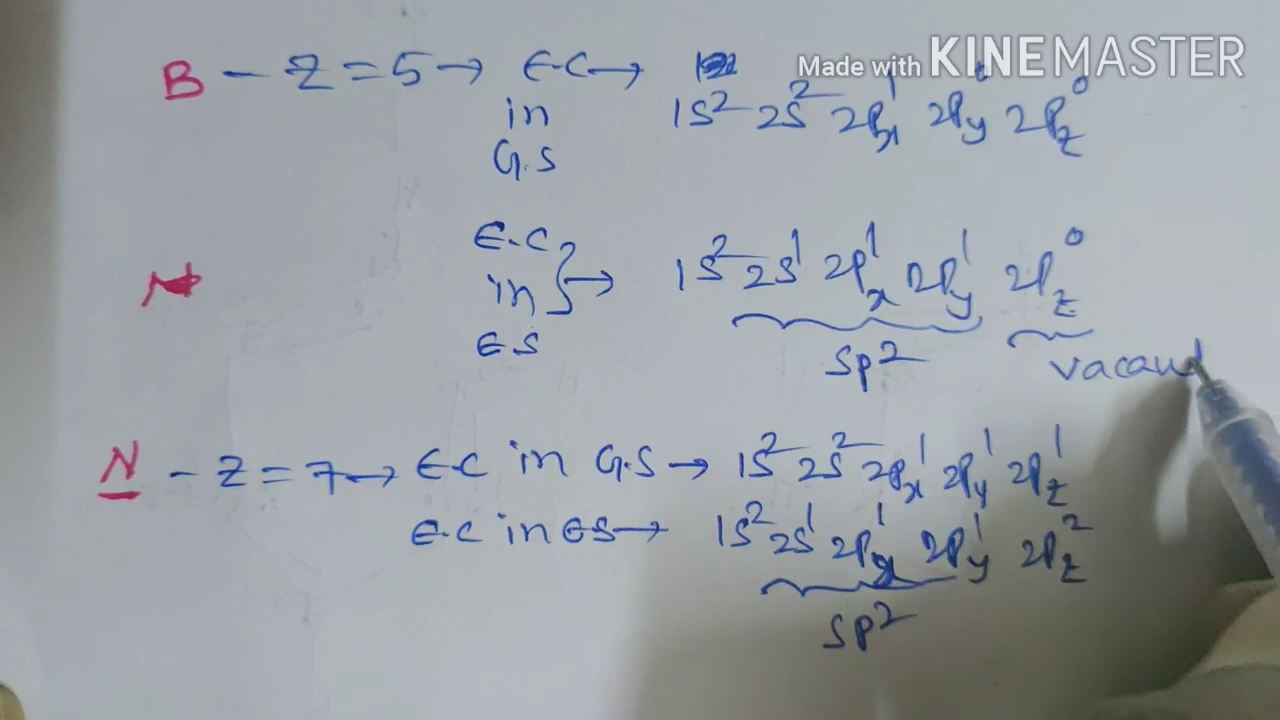 Made with KINEMASTER
B - Z = 5 → E.C → 1s² 2s² 2Px¹ 2Py⁰ 2Pz⁰
in
G.S
E.C
in } → 1s² 2s¹ 2Px¹ 2Py¹ 2Pz⁰
E.S
sp² vacant
N - Z = 7 → E.C in G.S → 1s² 2s² 2Px¹ 2Py¹ 2Pz¹
E.C in E.S → 1s² 2s¹ 2Px¹ 2Py¹ 2Pz²
sp²